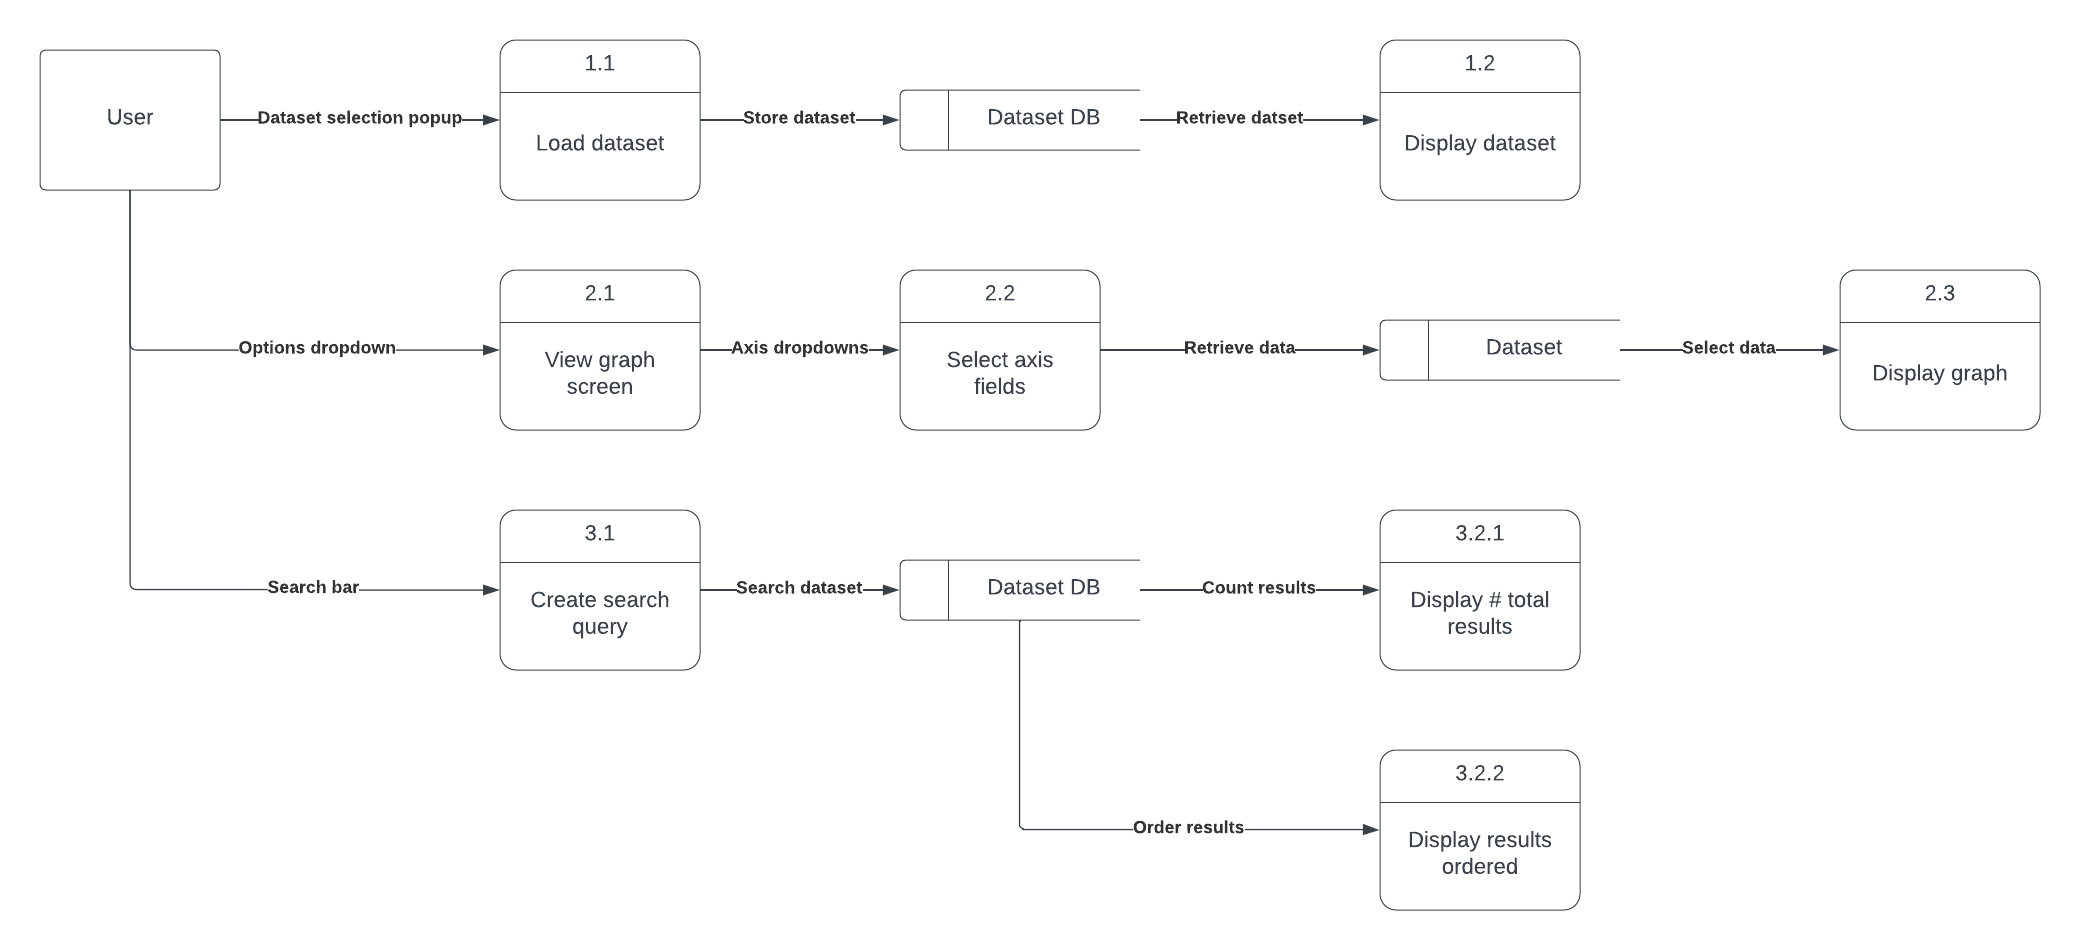 User
Dataset selection popup
1.1
Load dataset
Store dataset
Dataset DB
Retrieve datset
1.2
Display dataset
Options dropdown
2.1
View graph
screen
Axis dropdowns
2.2
Select axis
fields
Retrieve data
Dataset
Select data
2.3
Display graph
Search bar
3.1
Create search
query
Search dataset
Dataset DB
Count results
3.2.1
Display # total
results
Order results
3.2.2
Display results
ordered